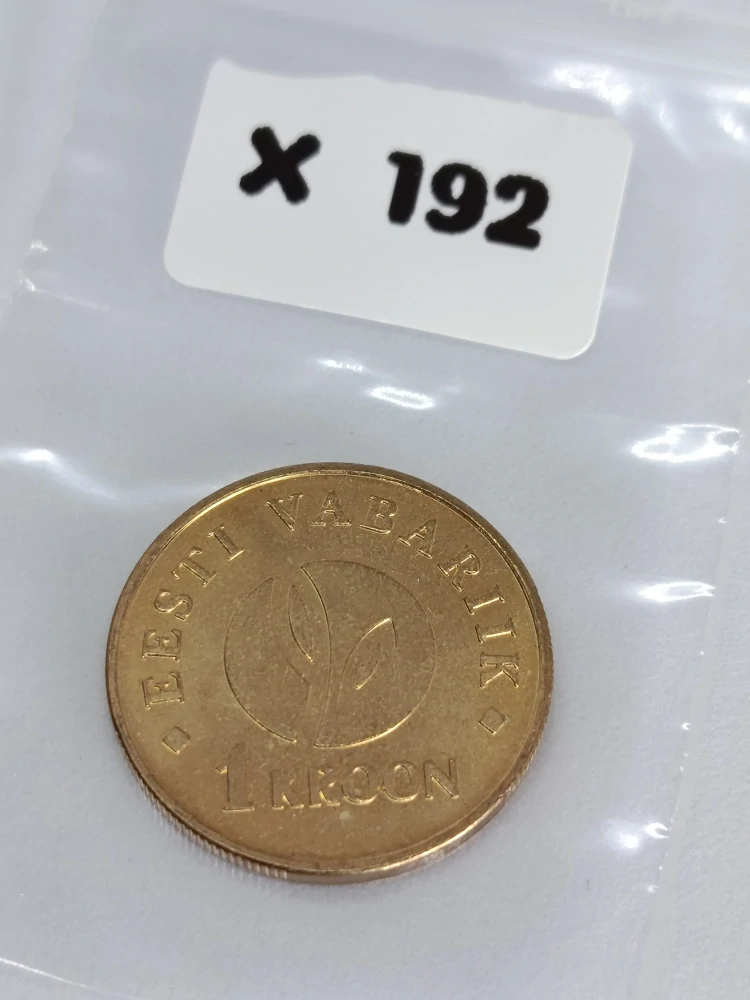 X 192
EESTI VABARIIK
1 KROON